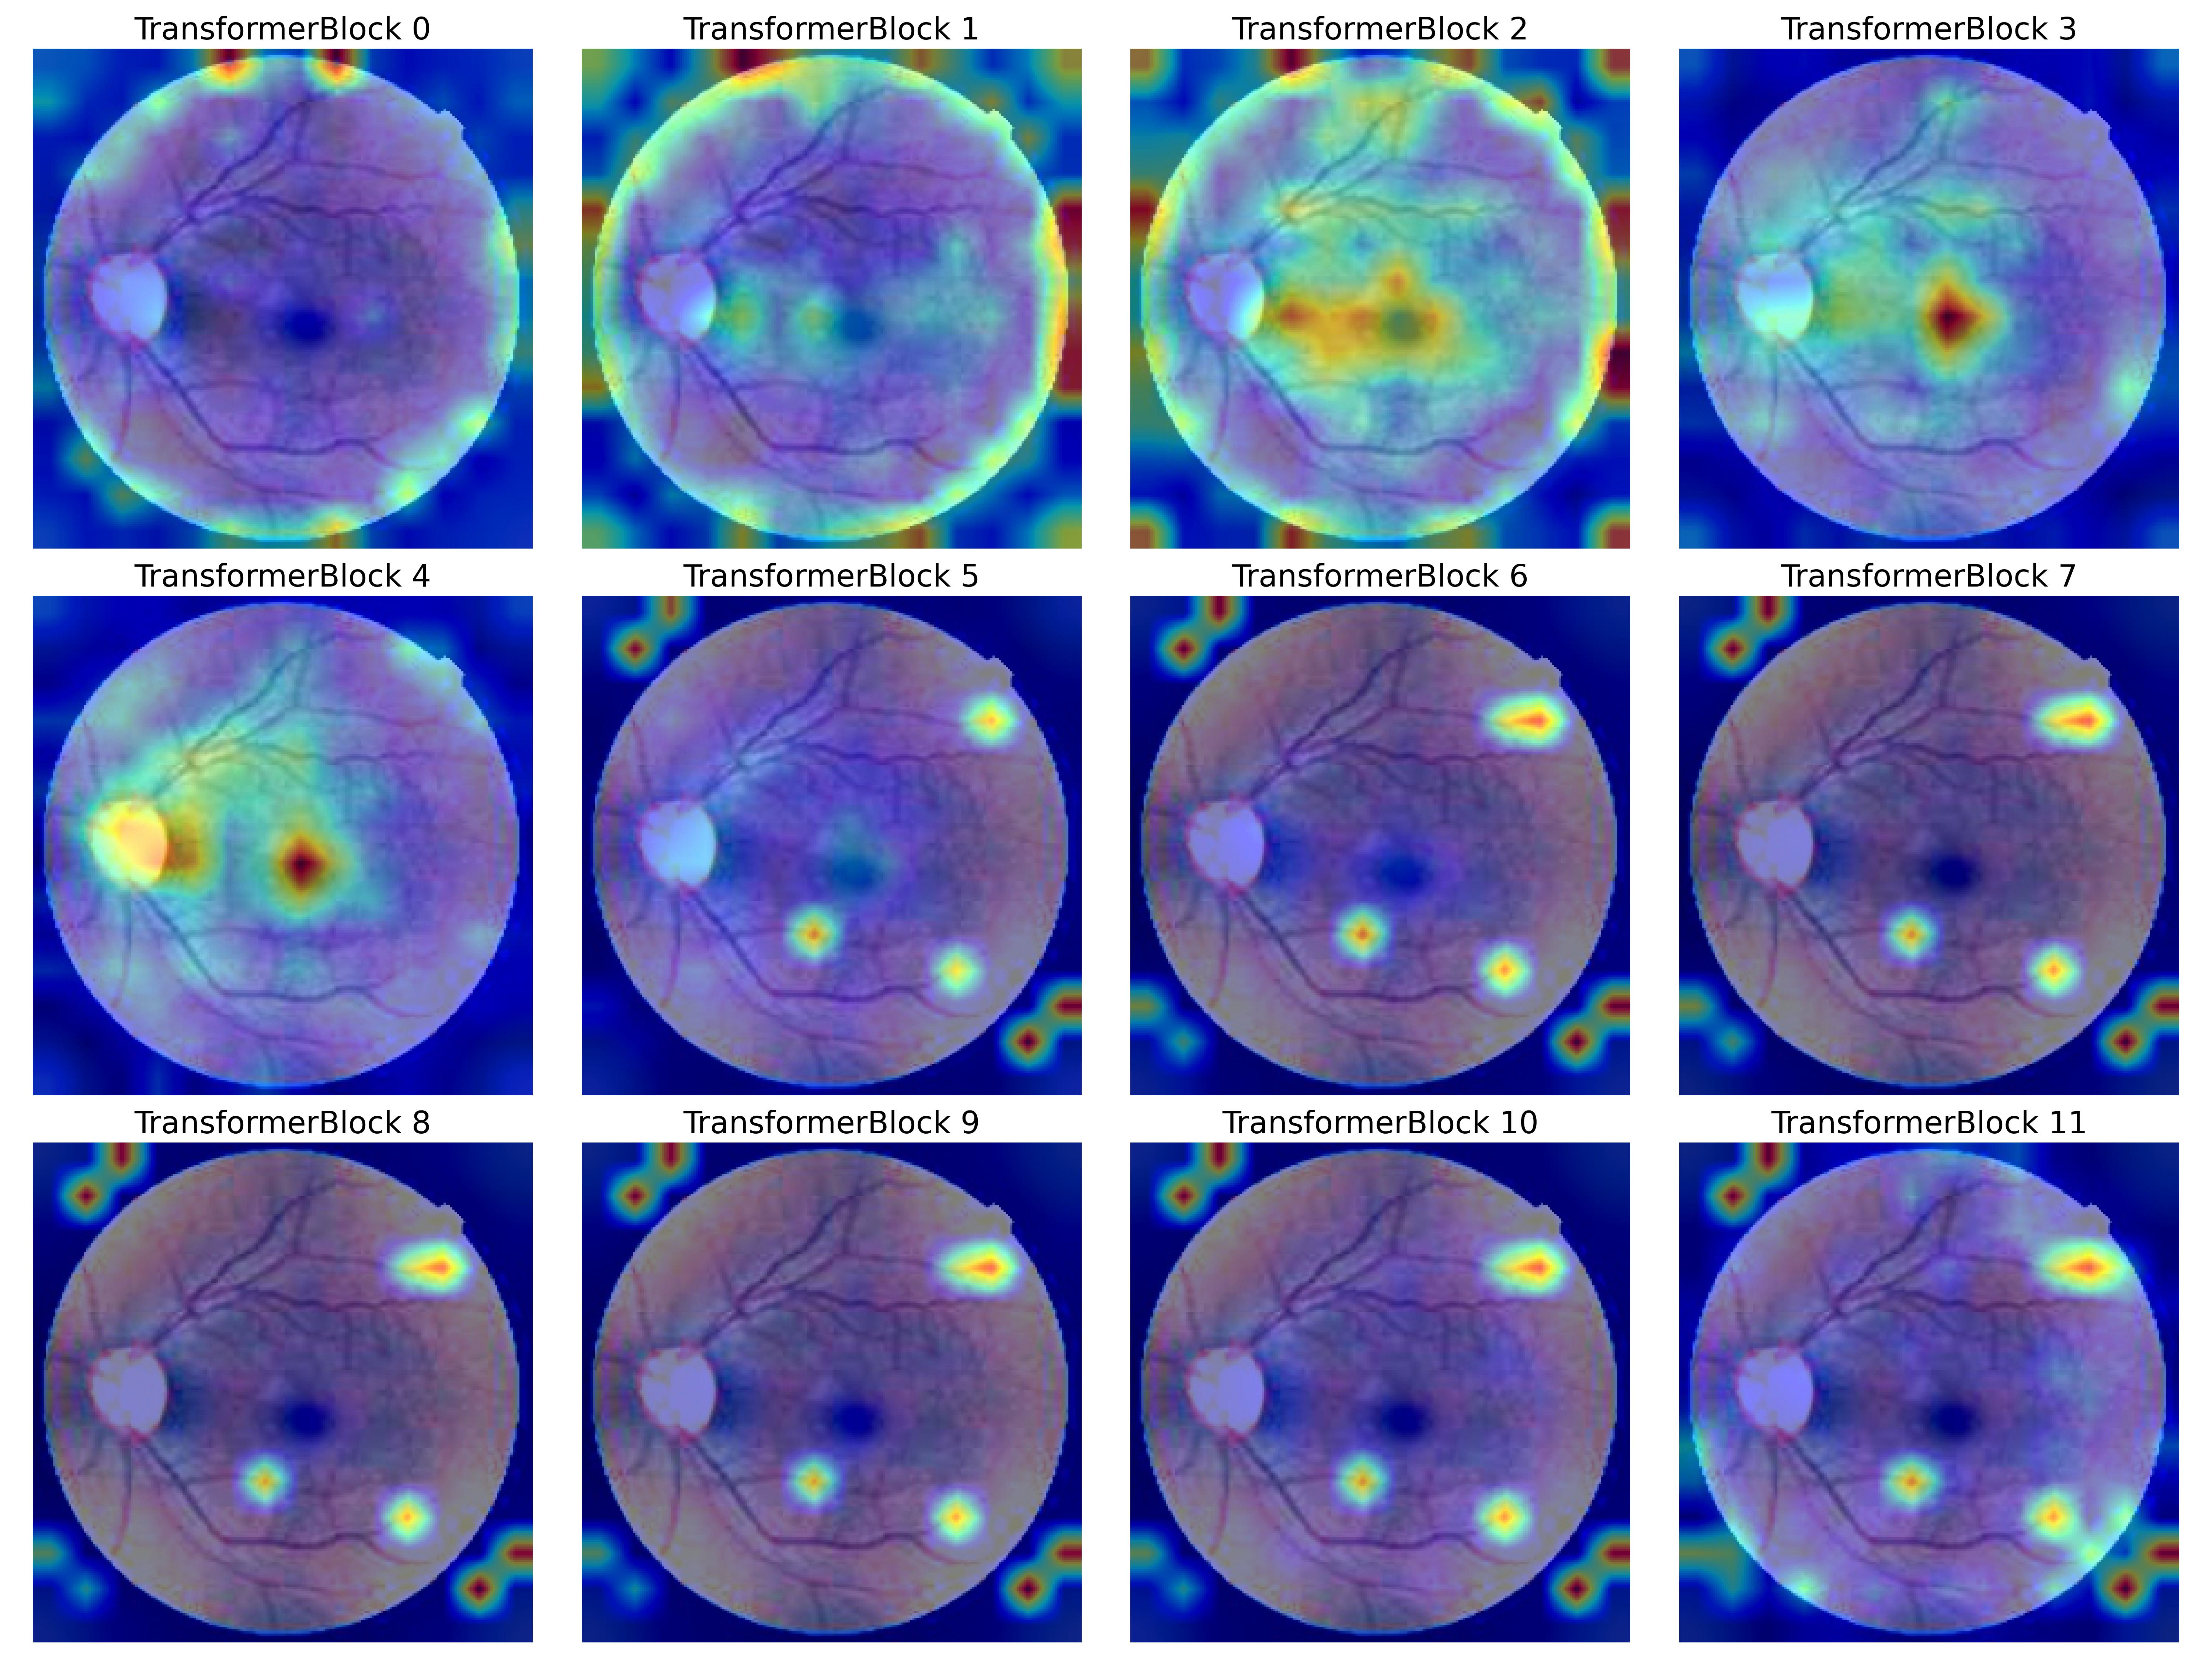 TransformerBlock 0
TransformerBlock 1
TransformerBlock 2
TransformerBlock 3
TransformerBlock 4
TransformerBlock 5
TransformerBlock 6
TransformerBlock 7
TransformerBlock 8
TransformerBlock 9
TransformerBlock 10
TransformerBlock 11